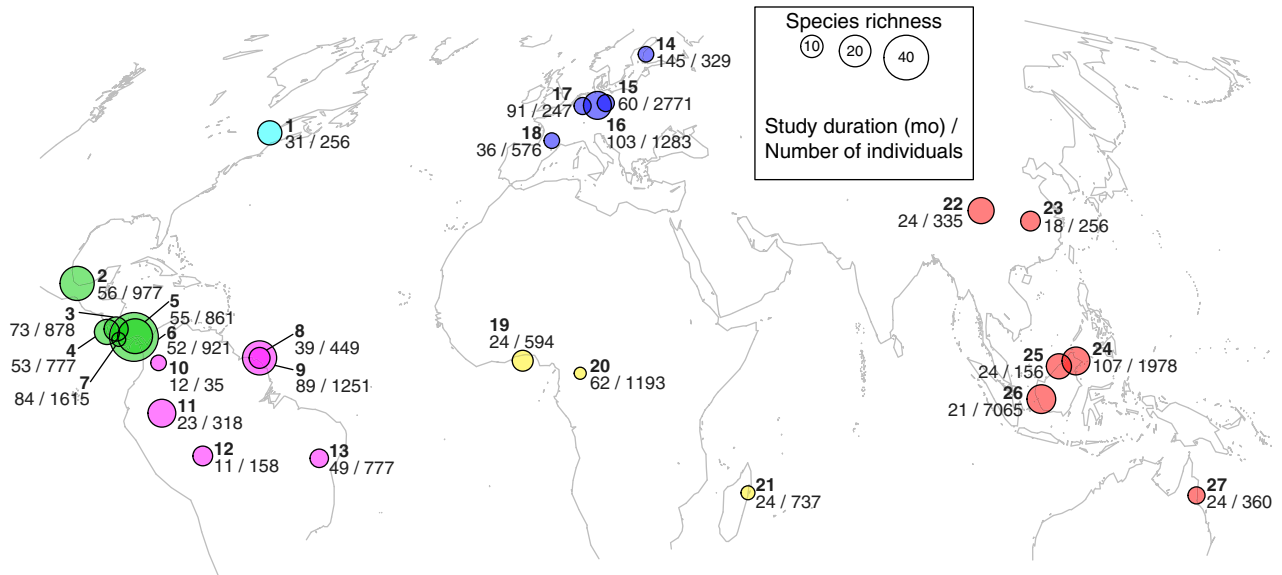 Species richness
10
20
40
Study duration (mo) /
Number of individuals
14
145 / 329
15
60 / 2771
17
91 / 247
16
103 / 1283
18
36 / 576
1
31 / 256
22
24 / 335
23
18 / 256
2
56 / 977
3
73 / 878
5
55 / 861
6
52 / 921
4
53 / 777
7
84 / 1615
8
39 / 449
9
89 / 1251
10
12 / 35
11
23 / 318
12
11 / 158
13
49 / 777
19
24 / 594
20
62 / 1193
21
24 / 737
24
107 / 1978
25
24 / 156
26
21 / 7065
27
24 / 360